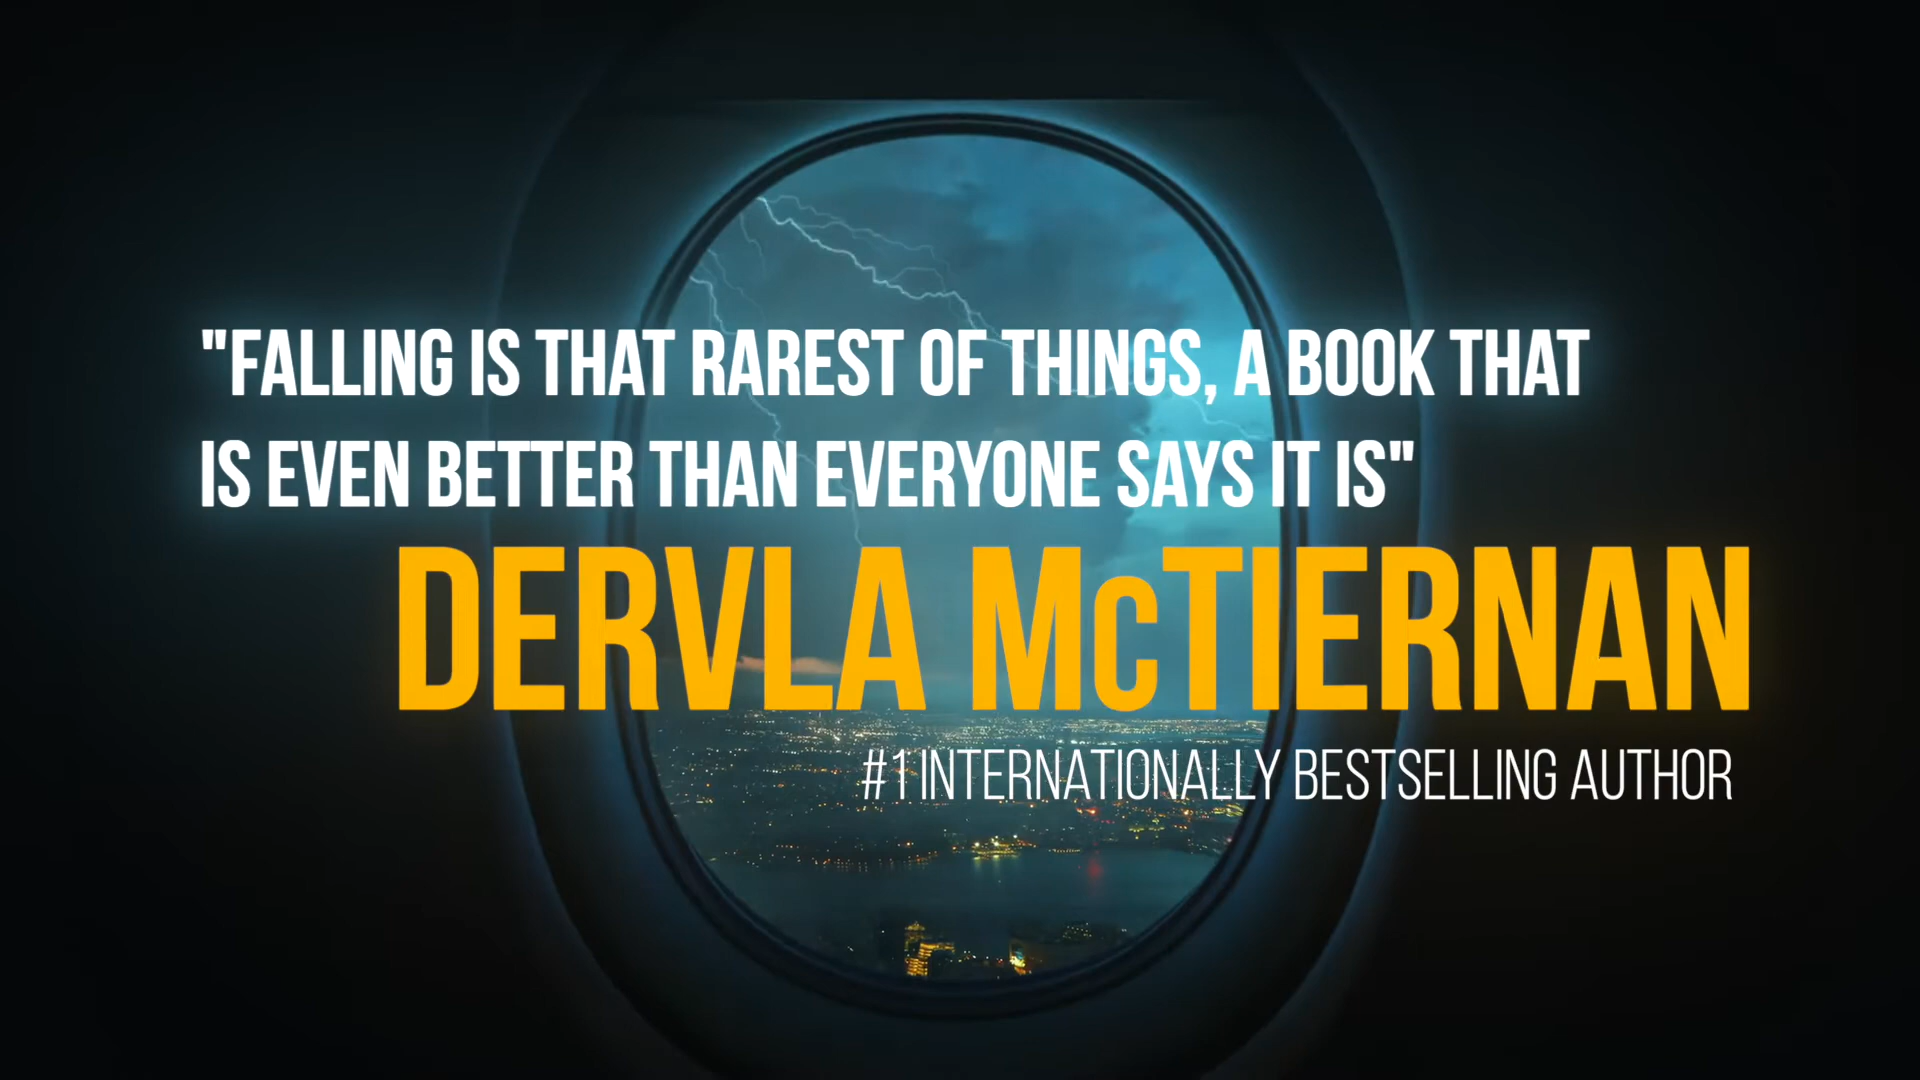 "FALLING IS THAT RAREST OF THINGS, A BOOK THAT
IS EVEN BETTER THAN EVERYONE SAYS IT IS"
DERVLA McTIERNAN
#1 INTERNATIONALLY BESTSELLING AUTHOR